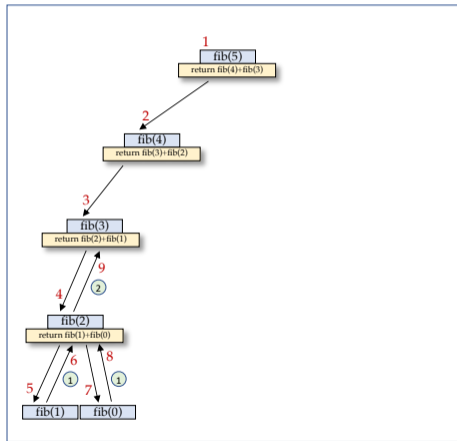 1
fib(5)
return fib(4)+fib(3)
2
fib(4)
return fib(3)+fib(2)
3
fib(3)
return fib(2)+fib(1)
9
4
2
fib(2)
return fib(1)+fib(0)
6
8
1
1
5
7
fib(1)
fib(0)